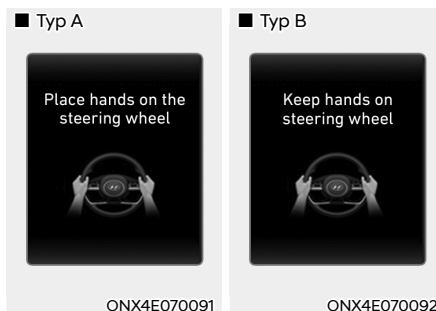 ■ Typ A
Place hands on the
steering wheel
ONX4E070091
■ Typ B
Keep hands on
steering wheel
ONX4E070092